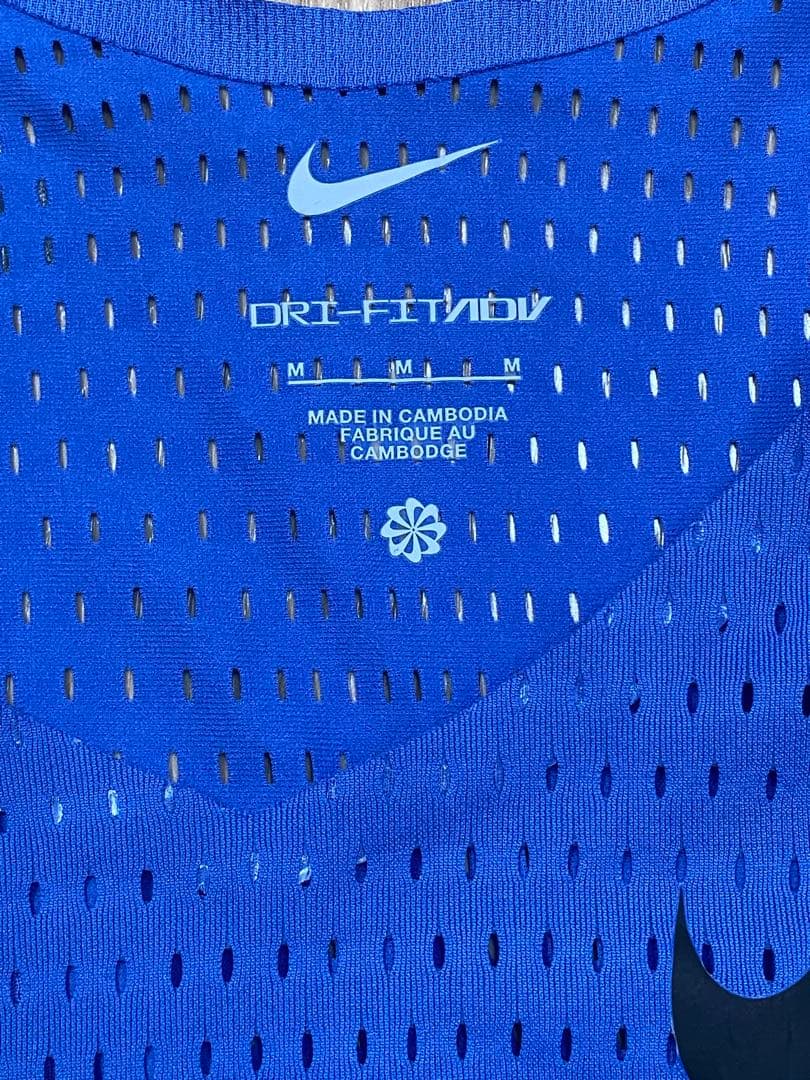 DRI-FIT ADV
M M M
MADE IN CAMBODIA
FABRIQUE AU
CAMBODGE